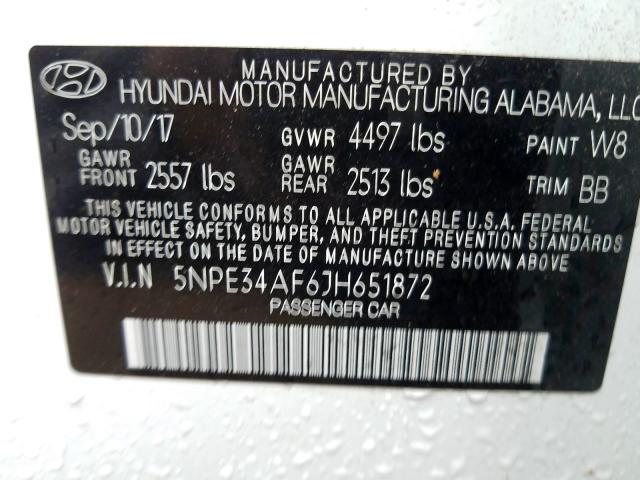 MANUFACTURED BY
HYUNDAI MOTOR MANUFACTURING ALABAMA, LLC
Sep/10/17 GVWR 4497 lbs PAINT W8
GAWR FRONT 2557 lbs GAWR REAR 2513 lbs TRIM BB
THIS VEHICLE CONFORMS TO ALL APPLICABLE U.S.A. FEDERAL
MOTOR VEHICLE SAFETY, BUMPER, AND THEFT PREVENTION STANDARDS
IN EFFECT ON THE DATE OF MANUFACTURE SHOWN ABOVE
V.I.N 5NPE34AF6JH651872
PASSENGER CAR